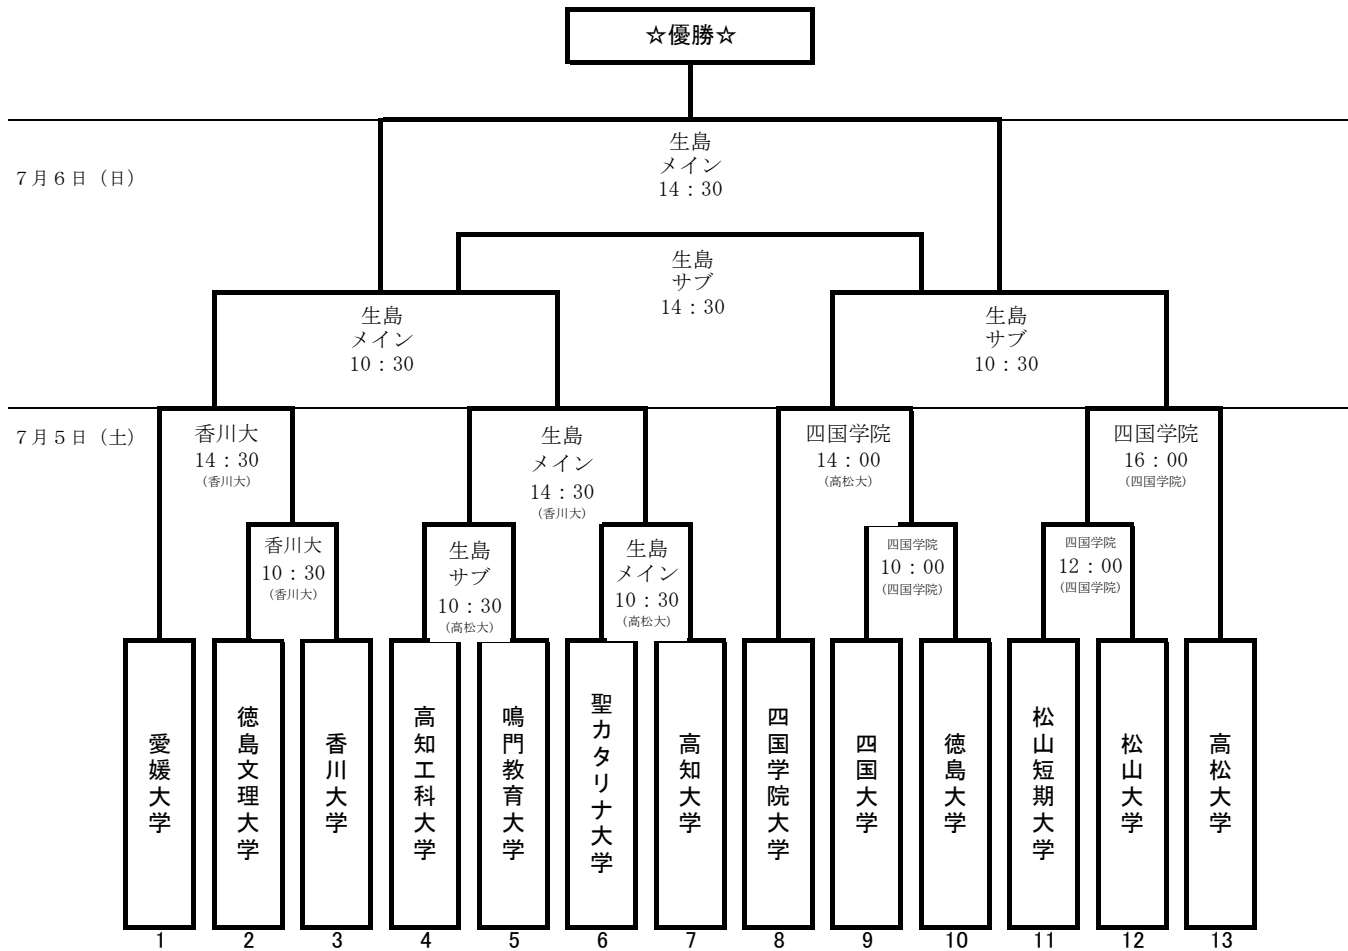 ☆優勝☆
生島
メイン
14：30
7月6日（日）
生島
サブ
14：30
生島
メイン
10：30
生島
サブ
10：30
7月5日（土）
香川大
14：30
(香川大)
生島
メイン
14：30
(香川大)
四国学院
14：00
(高松大)
四国学院
16：00
(四国学院)
香川大
10：30
(香川大)
生島
サブ
10：30
(高松大)
生島
メイン
10：30
(高松大)
四国学院
10：00
(四国学院)
四国学院
12：00
(四国学院)
愛媛大学
徳島文理大学
香川大学
高知工科大学
鳴門教育大学
聖カタリナ大学
高知大学
四国学院大学
四国大学
徳島大学
松山短期大学
松山大学
高松大学
1 2 3 4 5 6 7 8 9 10 11 12 13